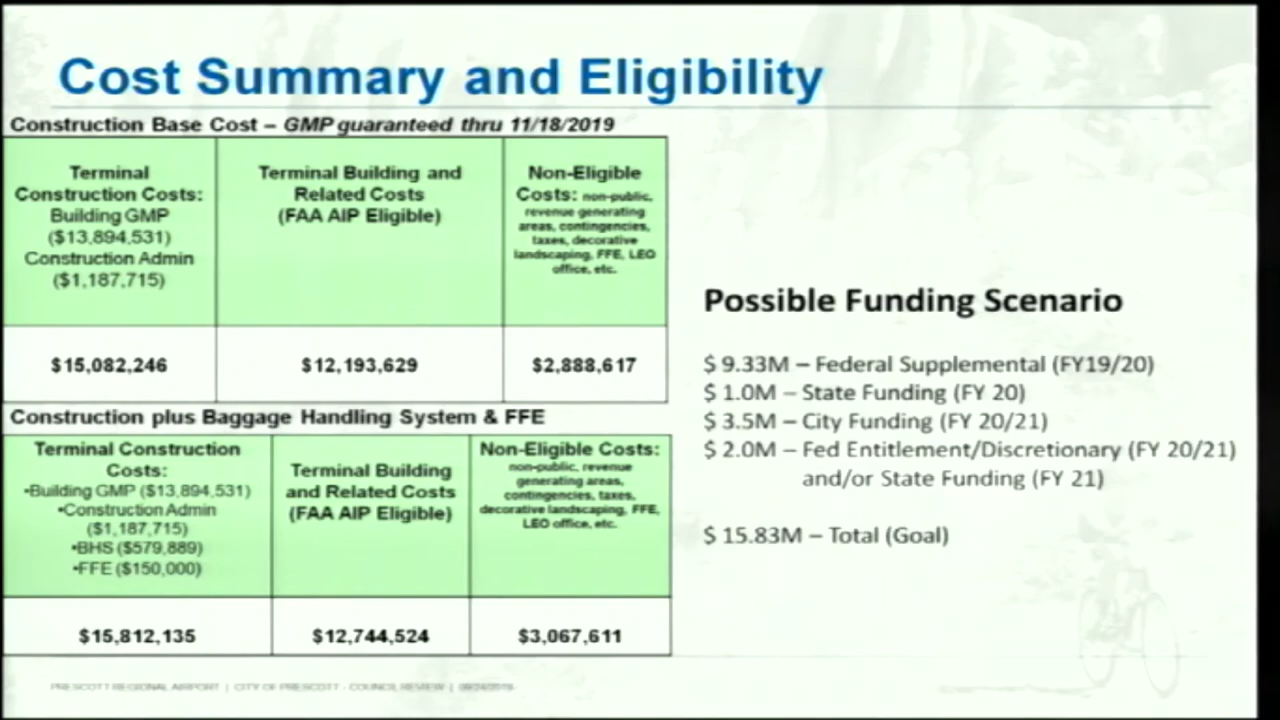 Cost Summary and Eligibility
Construction Base Cost – GMP guaranteed thru 11/18/2019
Terminal
Construction Costs:
Building GMP
($13,894,531)
Construction Admin
($1,187,715)
Terminal Building and
Related Costs
(FAA AIP Eligible)
Non-Eligible
Costs: non-public,
revenue generating
areas, contingencies,
taxes, decorative
landscaping, FFE, LEO
office, etc.
$15,082,246
$12,193,629
$2,888,617
Construction plus Baggage Handling System & FFE
Terminal Construction
Costs:
•Building GMP ($13,894,531)
•Construction Admin
($1,187,715)
•BHS ($579,889)
•FFE ($150,000)
Terminal Building
and Related Costs
(FAA AIP Eligible)
Non-Eligible Costs:
non-public, revenue
generating areas,
contingencies, taxes,
decorative landscaping, FFE,
LEO office, etc.
$15,812,135
$12,744,524
$3,067,611
Possible Funding Scenario
$ 9.33M – Federal Supplemental (FY19/20)
$ 1.0M – State Funding (FY 20)
$ 3.5M – City Funding (FY 20/21)
$ 2.0M – Fed Entitlement/Discretionary (FY 20/21)
and/or State Funding (FY 21)
$ 15.83M – Total (Goal)
PRESCOTT REGIONAL AIRPORT | CITY OF PRESCOTT - COUNCIL REVIEW |